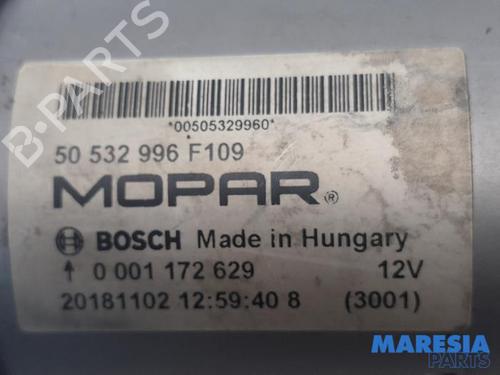 *00505329960*
50 532 996 F109
MOPAR®
BOSCH Made in Hungary
0 001 172 629 12V
20181102 12:59:40 8 (3001)
B-PARTS
MARESIA
PARTS